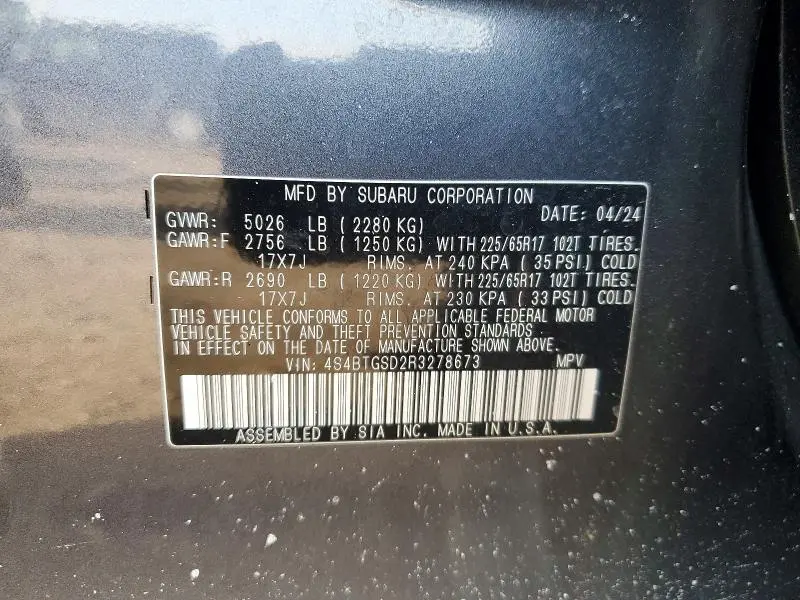 MFD BY SUBARU CORPORATION
DATE: 04/24
GVWR: 5026 LB ( 2280 KG)
GAWR:F 2756 LB ( 1250 KG) WITH 225/65R17 102T TIRES.
17X7J RIMS. AT 240 KPA ( 35 PSI) COLD
GAWR:R 2690 LB ( 1220 KG) WITH 225/65R17 102T TIRES.
17X7J RIMS. AT 230 KPA ( 33 PSI) COLD
THIS VEHICLE CONFORMS TO ALL APPLICABLE FEDERAL MOTOR
VEHICLE SAFETY AND THEFT PREVENTION STANDARDS
IN EFFECT ON THE DATE OF MANUFACTURE SHOWN ABOVE.
VIN: 4S4BTGSD2R3278673 MPV
ASSEMBLED BY SIA INC. MADE IN U.S.A.